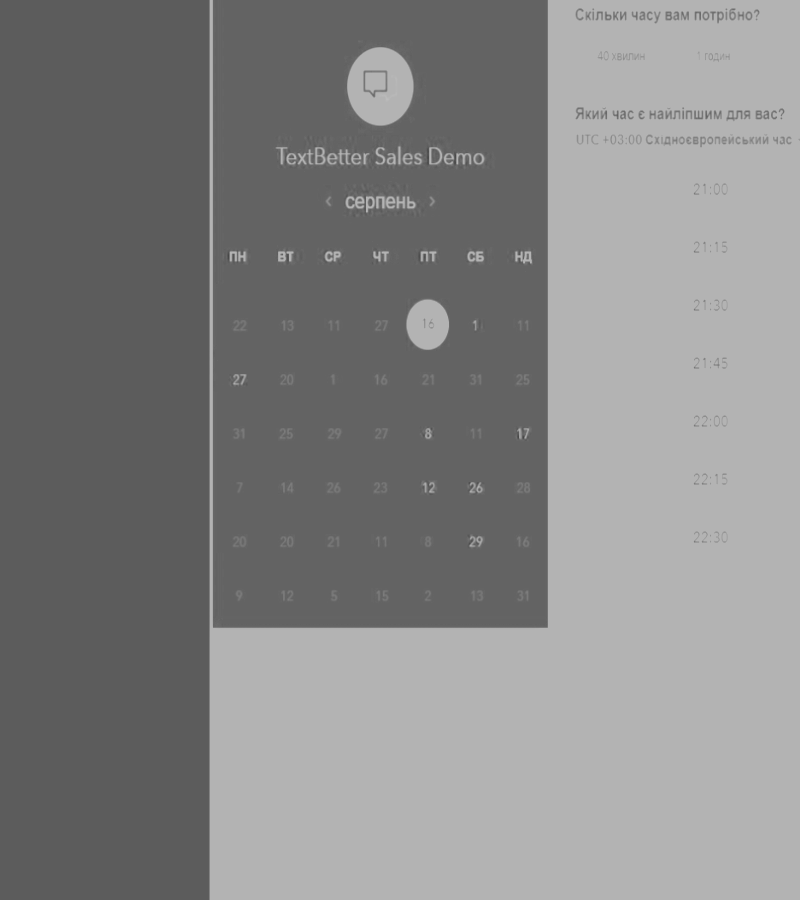 TextBetter Sales Demo
‹ серпень ›
ПН ВТ СР ЧТ ПТ СБ НД
22 13 11 27 16 1 11
27 20 1 16 21 31 25
31 25 29 27 8 11 17
7 14 26 23 12 26 28
20 20 21 11 8 29 16
9 12 5 15 2 13 31
Скільки часу вам потрібно?
40 хвилин 1 годин
Який час є найліпшим для вас?
UTC +03:00 Східноєвропейський час
21:00
21:15
21:30
21:45
22:00
22:15
22:30